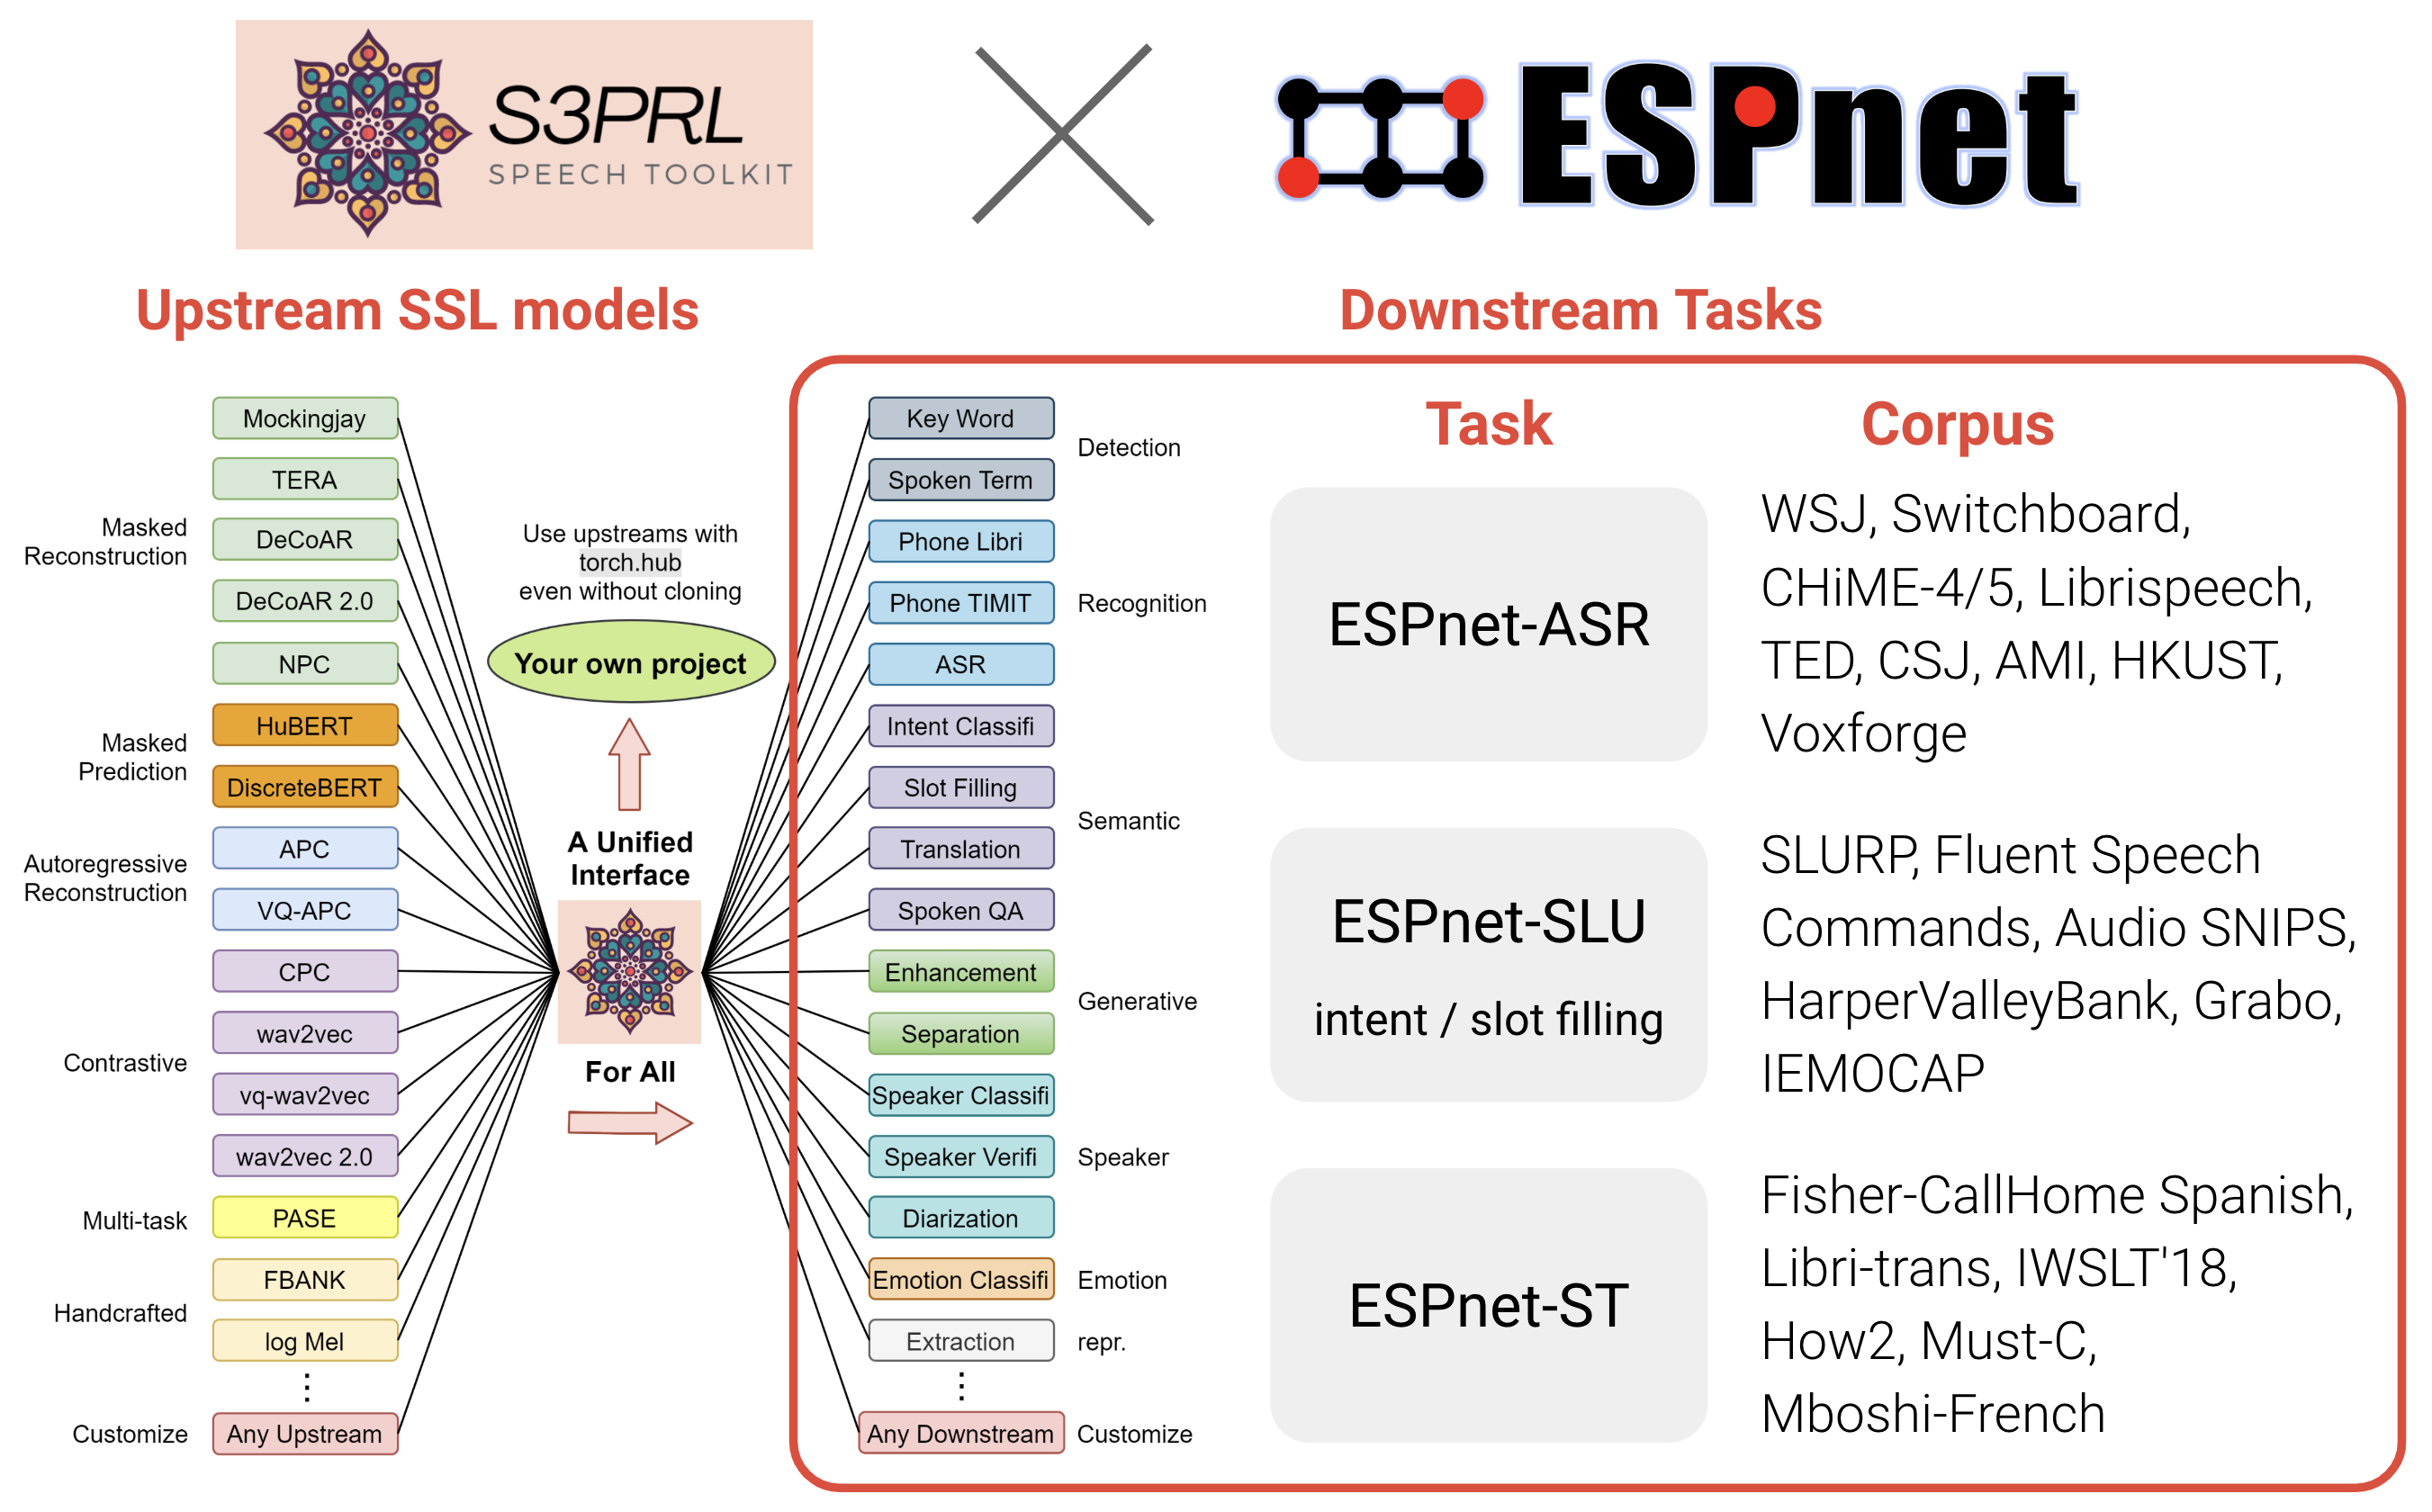 S3PRL
SPEECH TOOLKIT
ESPnet
Upstream SSL models
Downstream Tasks
Masked
Reconstruction
Mockingjay
TERA
DeCoAR
DeCoAR 2.0
NPC
Masked
Prediction
HuBERT
DiscreteBERT
Autoregressive
Reconstruction
APC
VQ-APC
Contrastive
CPC
wav2vec
vq-wav2vec
wav2vec 2.0
Multi-task
PASE
Handcrafted
FBANK
log Mel
Customize
Any Upstream
Use upstreams with
torch.hub
even without cloning
Your own project
A Unified
Interface
For All
Key Word
Spoken Term
Detection
Phone Libri
Phone TIMIT
ASR
Recognition
Intent Classifi
Slot Filling
Translation
Spoken QA
Semantic
Enhancement
Separation
Generative
Speaker Classifi
Speaker Verifi
Diarization
Speaker
Emotion Classifi
Emotion
Extraction
repr.
Any Downstream
Customize
Task
Corpus
ESPnet-ASR
WSJ, Switchboard,
CHiME-4/5, Librispeech,
TED, CSJ, AMI, HKUST,
Voxforge
ESPnet-SLU
intent / slot filling
SLURP, Fluent Speech
Commands, Audio SNIPS,
HarperValleyBank, Grabo,
IEMOCAP
ESPnet-ST
Fisher-CallHome Spanish,
Libri-trans, IWSLT'18,
How2, Must-C,
Mboshi-French